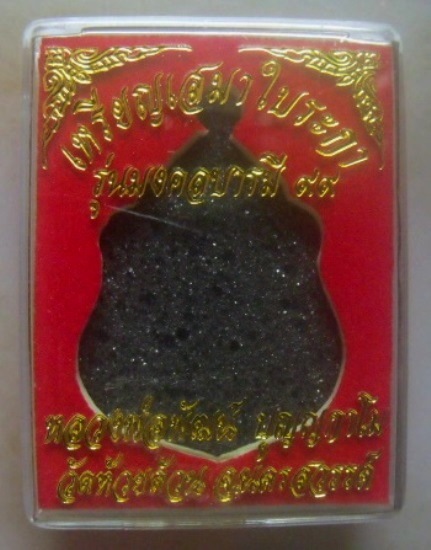 เหรียญเสมาใบระกา
รุ่นมงคลบารมี ๙๙
หลวงพ่อพัฒน์ ปุญญกาโม
วัดห้วยด้วน จ.นครสวรรค์